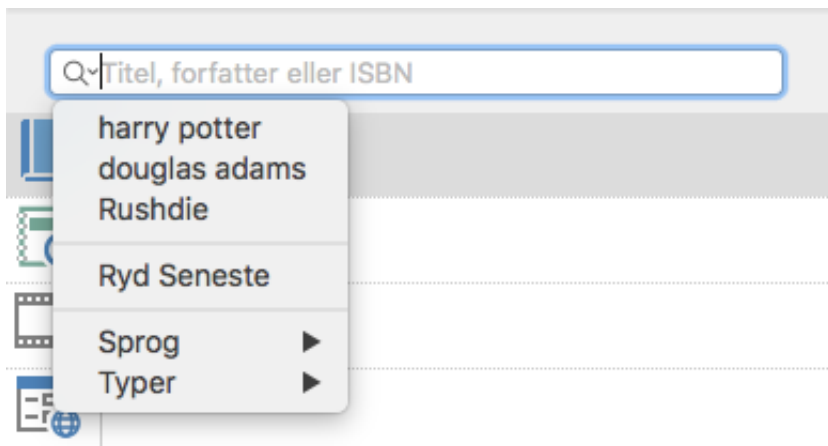 Titel, forfatter eller ISBN
harry potter
douglas adams
Rushdie
Ryd Seneste
Sprog
Typer